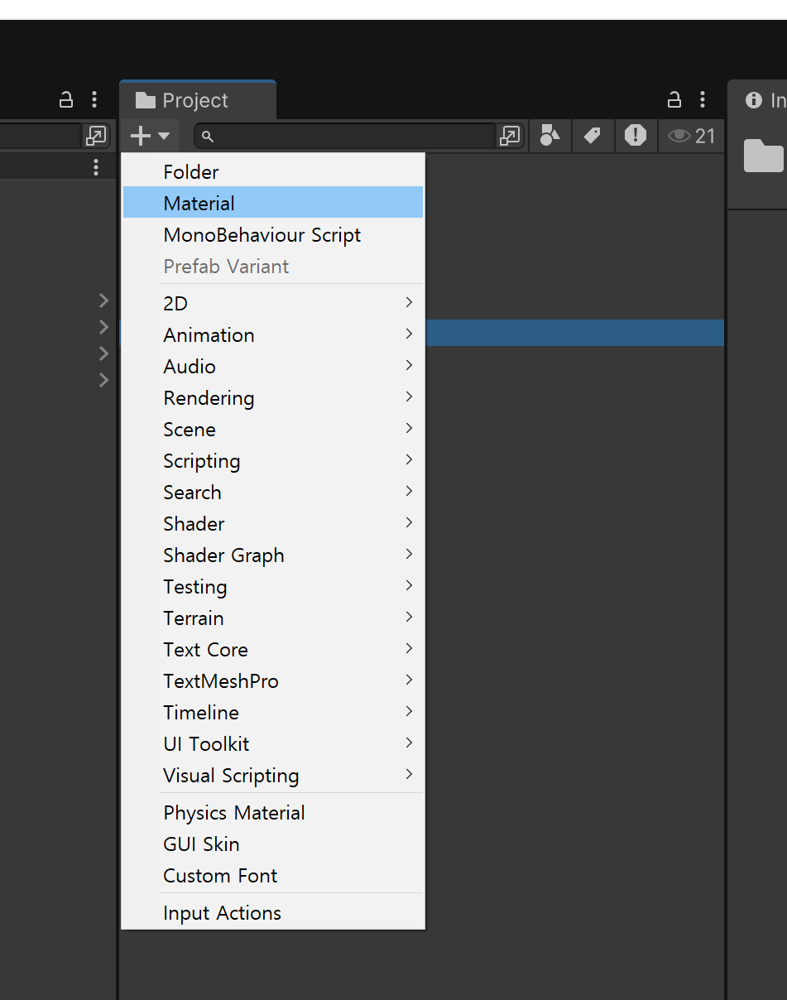 Project
In
21
Folder
Material
MonoBehaviour Script
Prefab Variant
2D
Animation
Audio
Rendering
Scene
Scripting
Search
Shader
Shader Graph
Testing
Terrain
Text Core
TextMeshPro
Timeline
UI Toolkit
Visual Scripting
Physics Material
GUI Skin
Custom Font
Input Actions